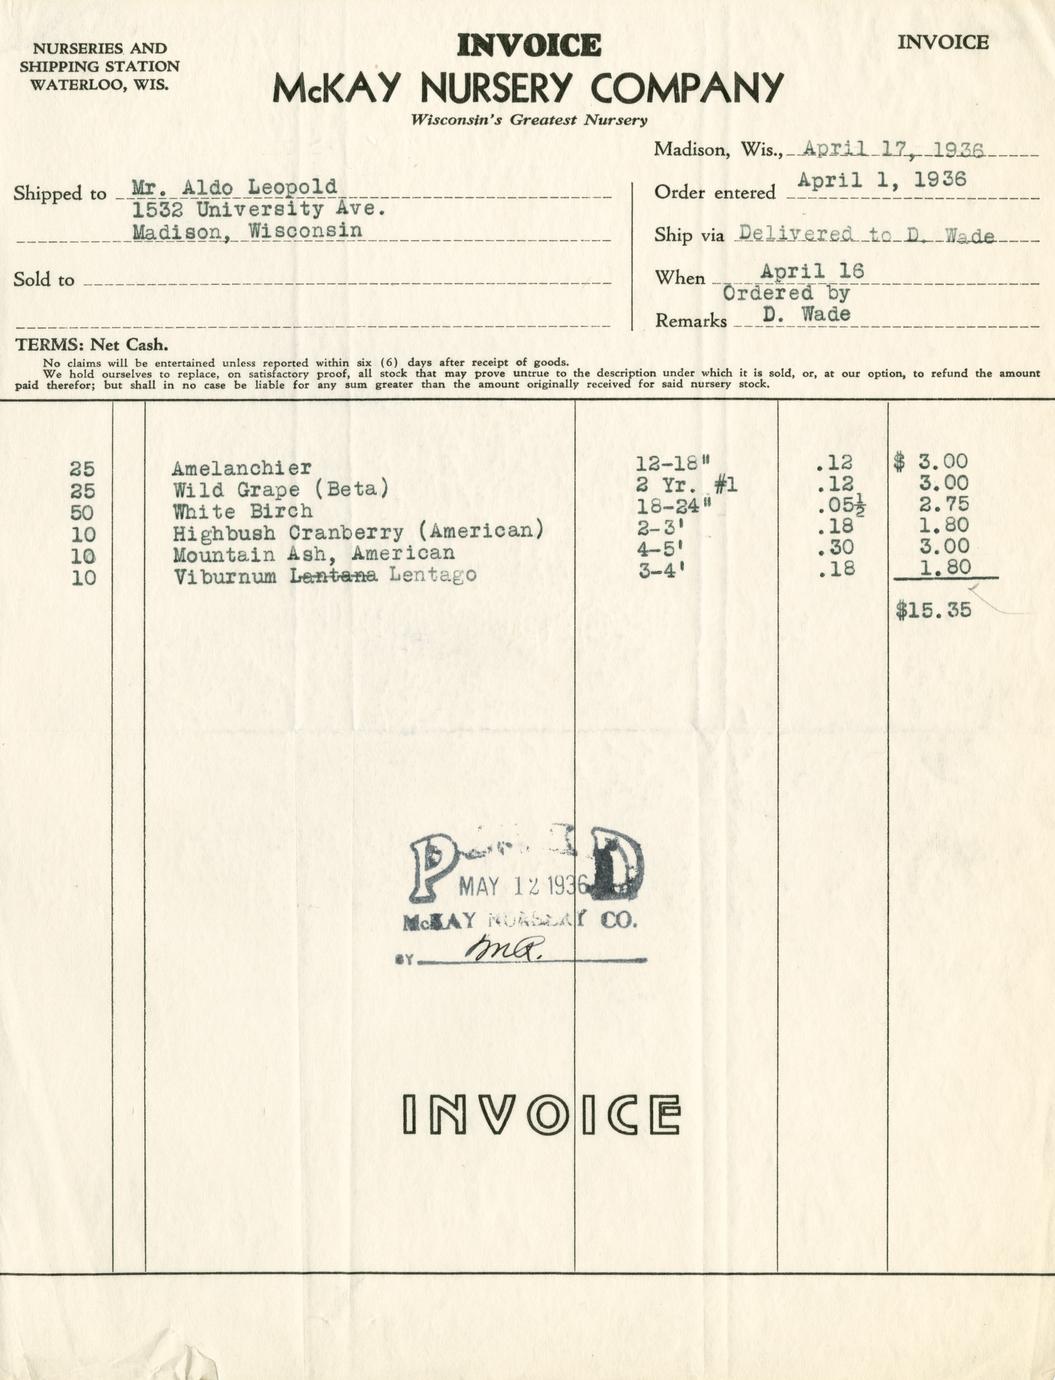 NURSERIES AND
SHIPPING STATION
WATERLOO, WIS.
INVOICE
McKAY NURSERY COMPANY
Wisconsin's Greatest Nursery
INVOICE
Madison, Wis., April 17, 1936
Shipped to Mr. Aldo Leopold
1532 University Ave.
Madison, Wisconsin
Order entered April 1, 1936
Ship via Delivered to D. Wade
Sold to
When April 16
Ordered by
Remarks D. Wade
TERMS: Net Cash.
No claims will be entertained unless reported within six (6) days after receipt of goods.
We hold ourselves to replace, on satisfactory proof, all stock that may prove untrue to the description under which it is sold, or, at our option, to refund the amount
paid therefor; but shall in no case be liable for any sum greater than the amount originally received for said nursery stock.
25 Amelanchier 12-18" .12 $ 3.00
25 Wild Grape (Beta) 2 Yr. #1 .12 3.00
50 White Birch 18-24" .05½ 2.75
10 Highbush Cranberry (American) 2-3' .18 1.80
10 Mountain Ash, American 4-5' .30 3.00
10 Viburnum Lantana Lentago 3-4' .18 1.80
$15.35
PAID
MAY 12 1936
McKAY NURSERY CO.
BY
INVOICE